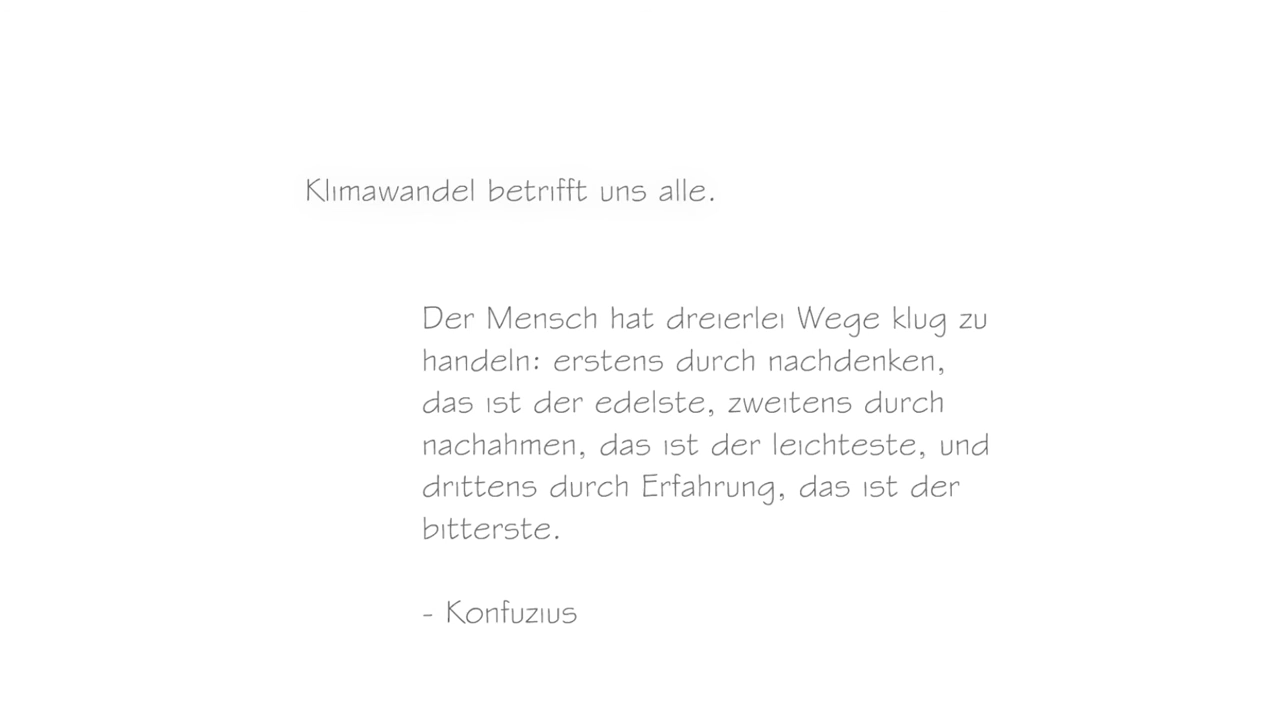 Klimawandel betrifft uns alle.
Der Mensch hat dreierlei Wege klug zu
handeln: erstens durch nachdenken,
das ist der edelste, zweitens durch
nachahmen, das ist der leichteste, und
drittens durch Erfahrung, das ist der
bitterste.
- Konfuzius